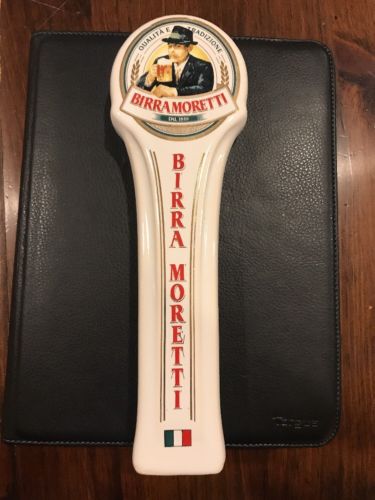 QUALITÀ E TRADIZIONE
BIRRA MORETTI
DAL 1859
BIRRA MORETTI
Targus